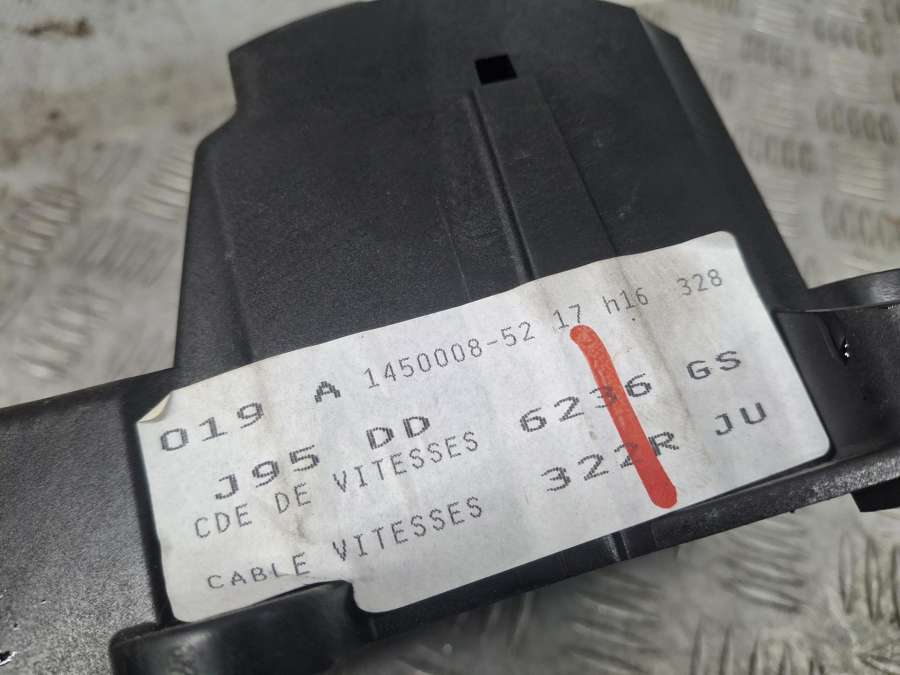 019 A 1450008-52 17 h16 328
J95 DD
CDE DE VITESSES 6236 GS
CABLE VITESSES 322R JU